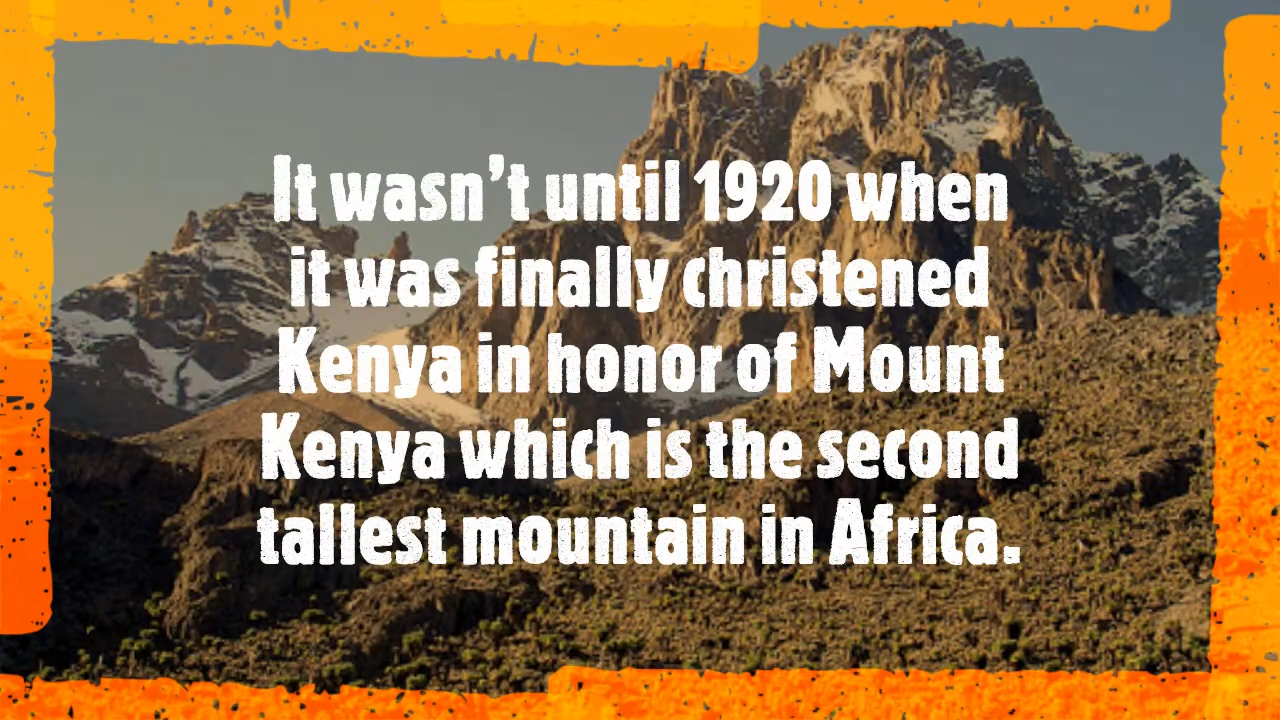 It wasn’t until 1920 when
it was finally christened
Kenya in honor of Mount
Kenya which is the second
tallest mountain in Africa.